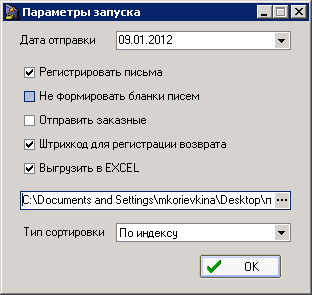 Параметры запуска
Дата отправки 09.01.2012
Регистрировать письма
Не формировать бланки писем
Отправить заказные
Штрихкод для регистрации возврата
Выгрузить в EXCEL
C:\Documents and Settings\mkorievkina\Desktop\п ...
Тип сортировки По индексу
OK